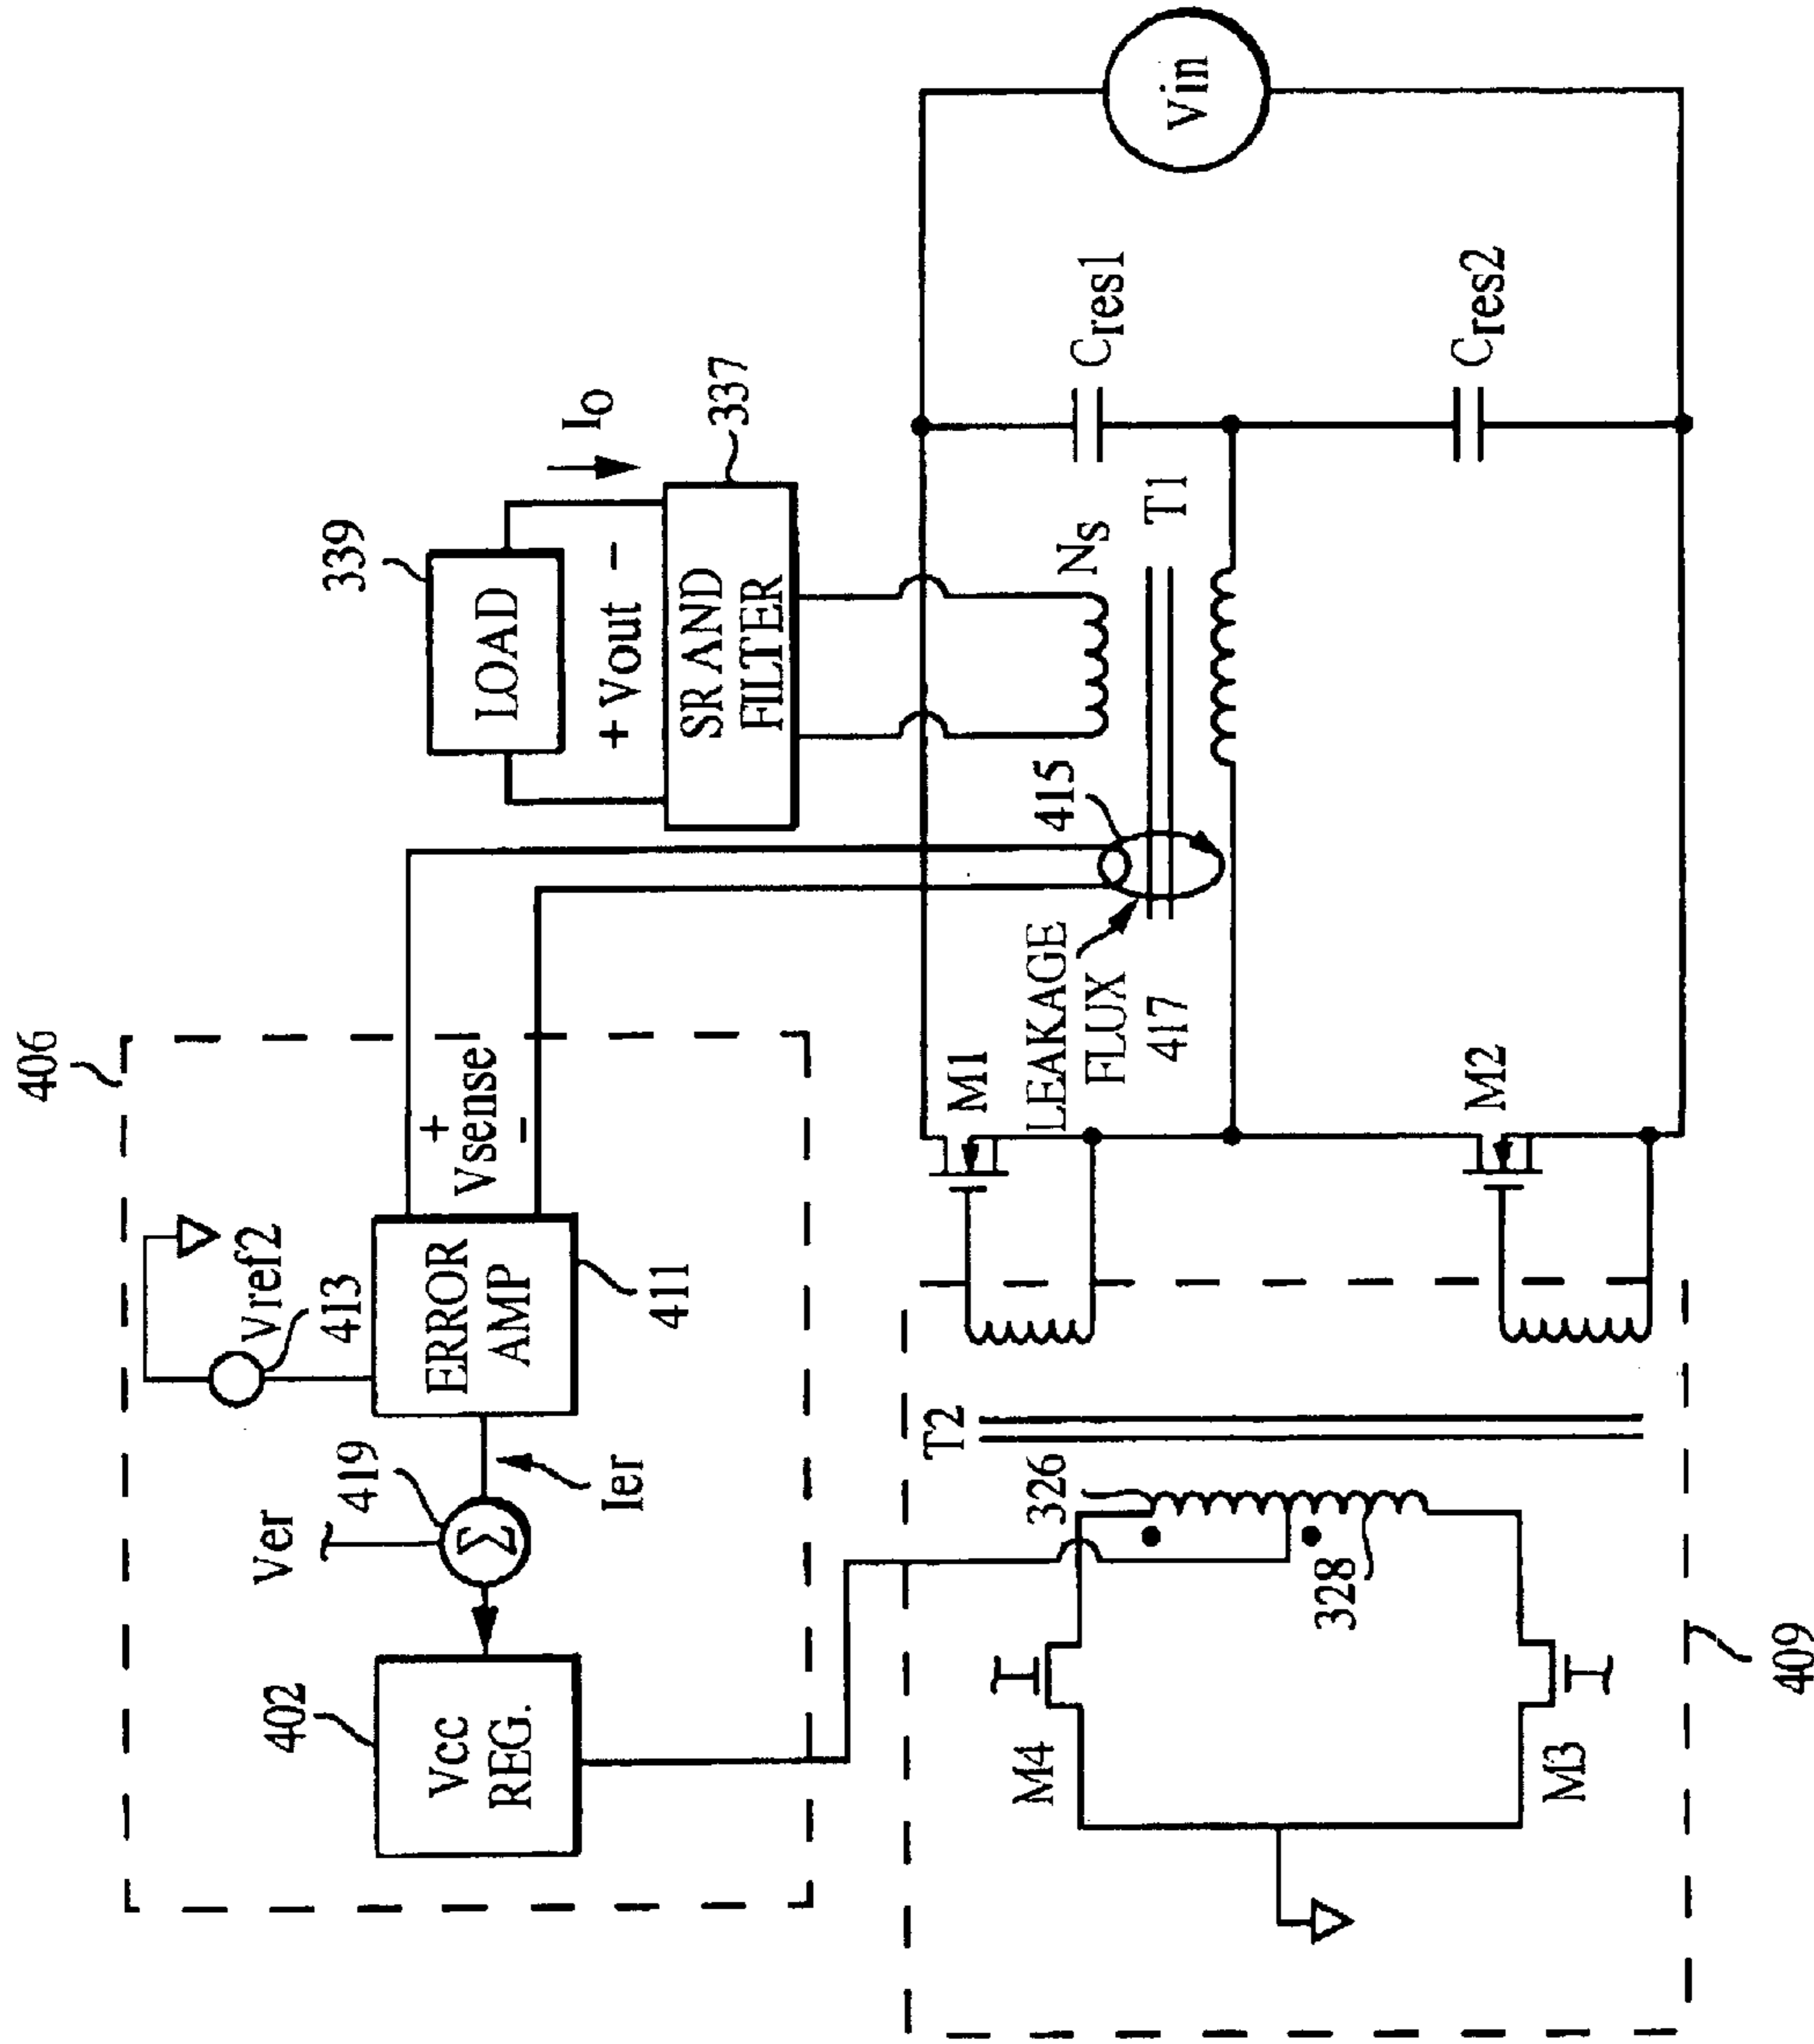 406
Ver
419
Vref2
413
402
Vcc
REG.
Σ
ERROR
AMP
+
Vsense
-
Ier
411
339
LOAD
+ Vout -
Io
SR AND
FILTER
337
T2
326
328
M4
M3
409
M1
LEAKAGE
FLUX
417
415
M2
NS
T1
Cres1
Cres2
Vin